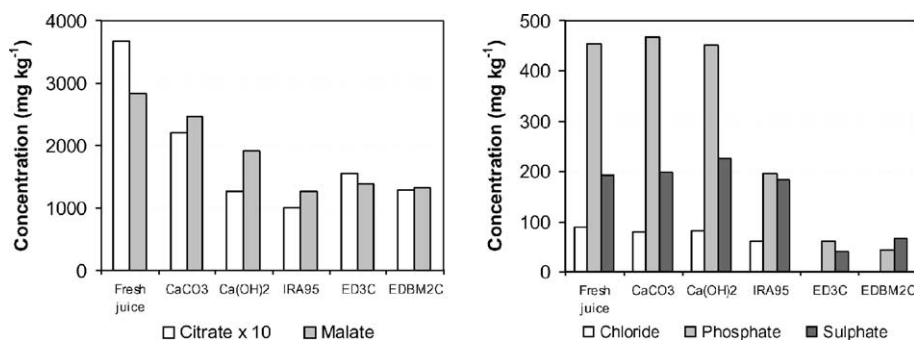 Concentration (mg kg-1)
4000
3000
2000
1000
0
Fresh juice
CaCO3
Ca(OH)2
IRA95
ED3C
EDBM2C
Citrate x 10
Malate
Concentration (mg kg-1)
500
400
300
200
100
0
Fresh juice
CaCO3
Ca(OH)2
IRA95
ED3C
EDBM2C
Chloride
Phosphate
Sulphate